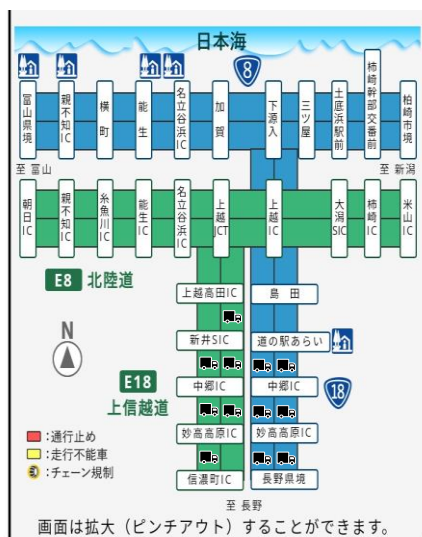 日本海
8
富山県境
親不知IC
横町
能生
名立谷浜IC
加賀
下源入
三ツ屋
土底浜駅前
柿崎幹部交番前
柏崎市境
至 富山
至 新潟
朝日IC
親不知IC
糸魚川IC
能生IC
名立谷浜IC
上越JCT
上越IC
大潟SIC
柿崎IC
米山IC
E8 北陸道
上越高田IC
島田
新井SIC
道の駅あらい
N
E18
上信越道
中郷IC
中郷IC
18
妙高高原IC
妙高高原IC
信濃町IC
長野県境
:通行止め
:走行不能車
:チェーン規制
至 長野
画面は拡大（ピンチアウト）することができます。